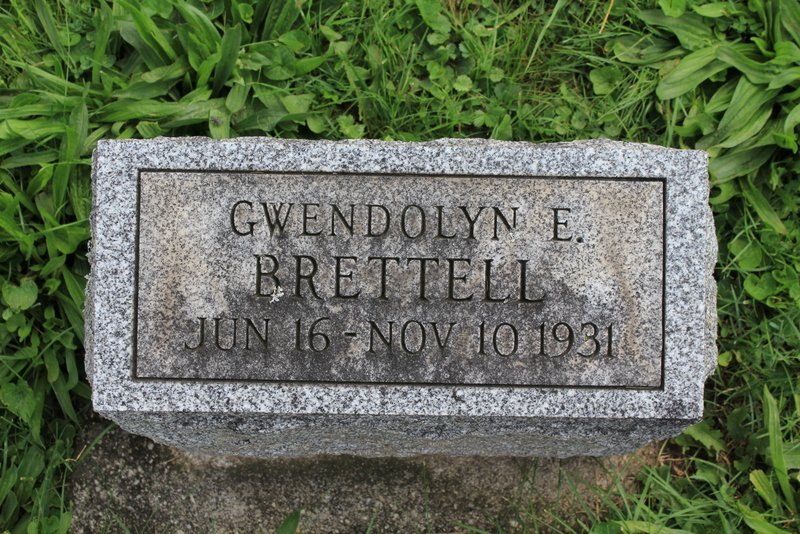 GWENDOLYN E.
BRETTELL
JUN 16 - NOV 10 1931